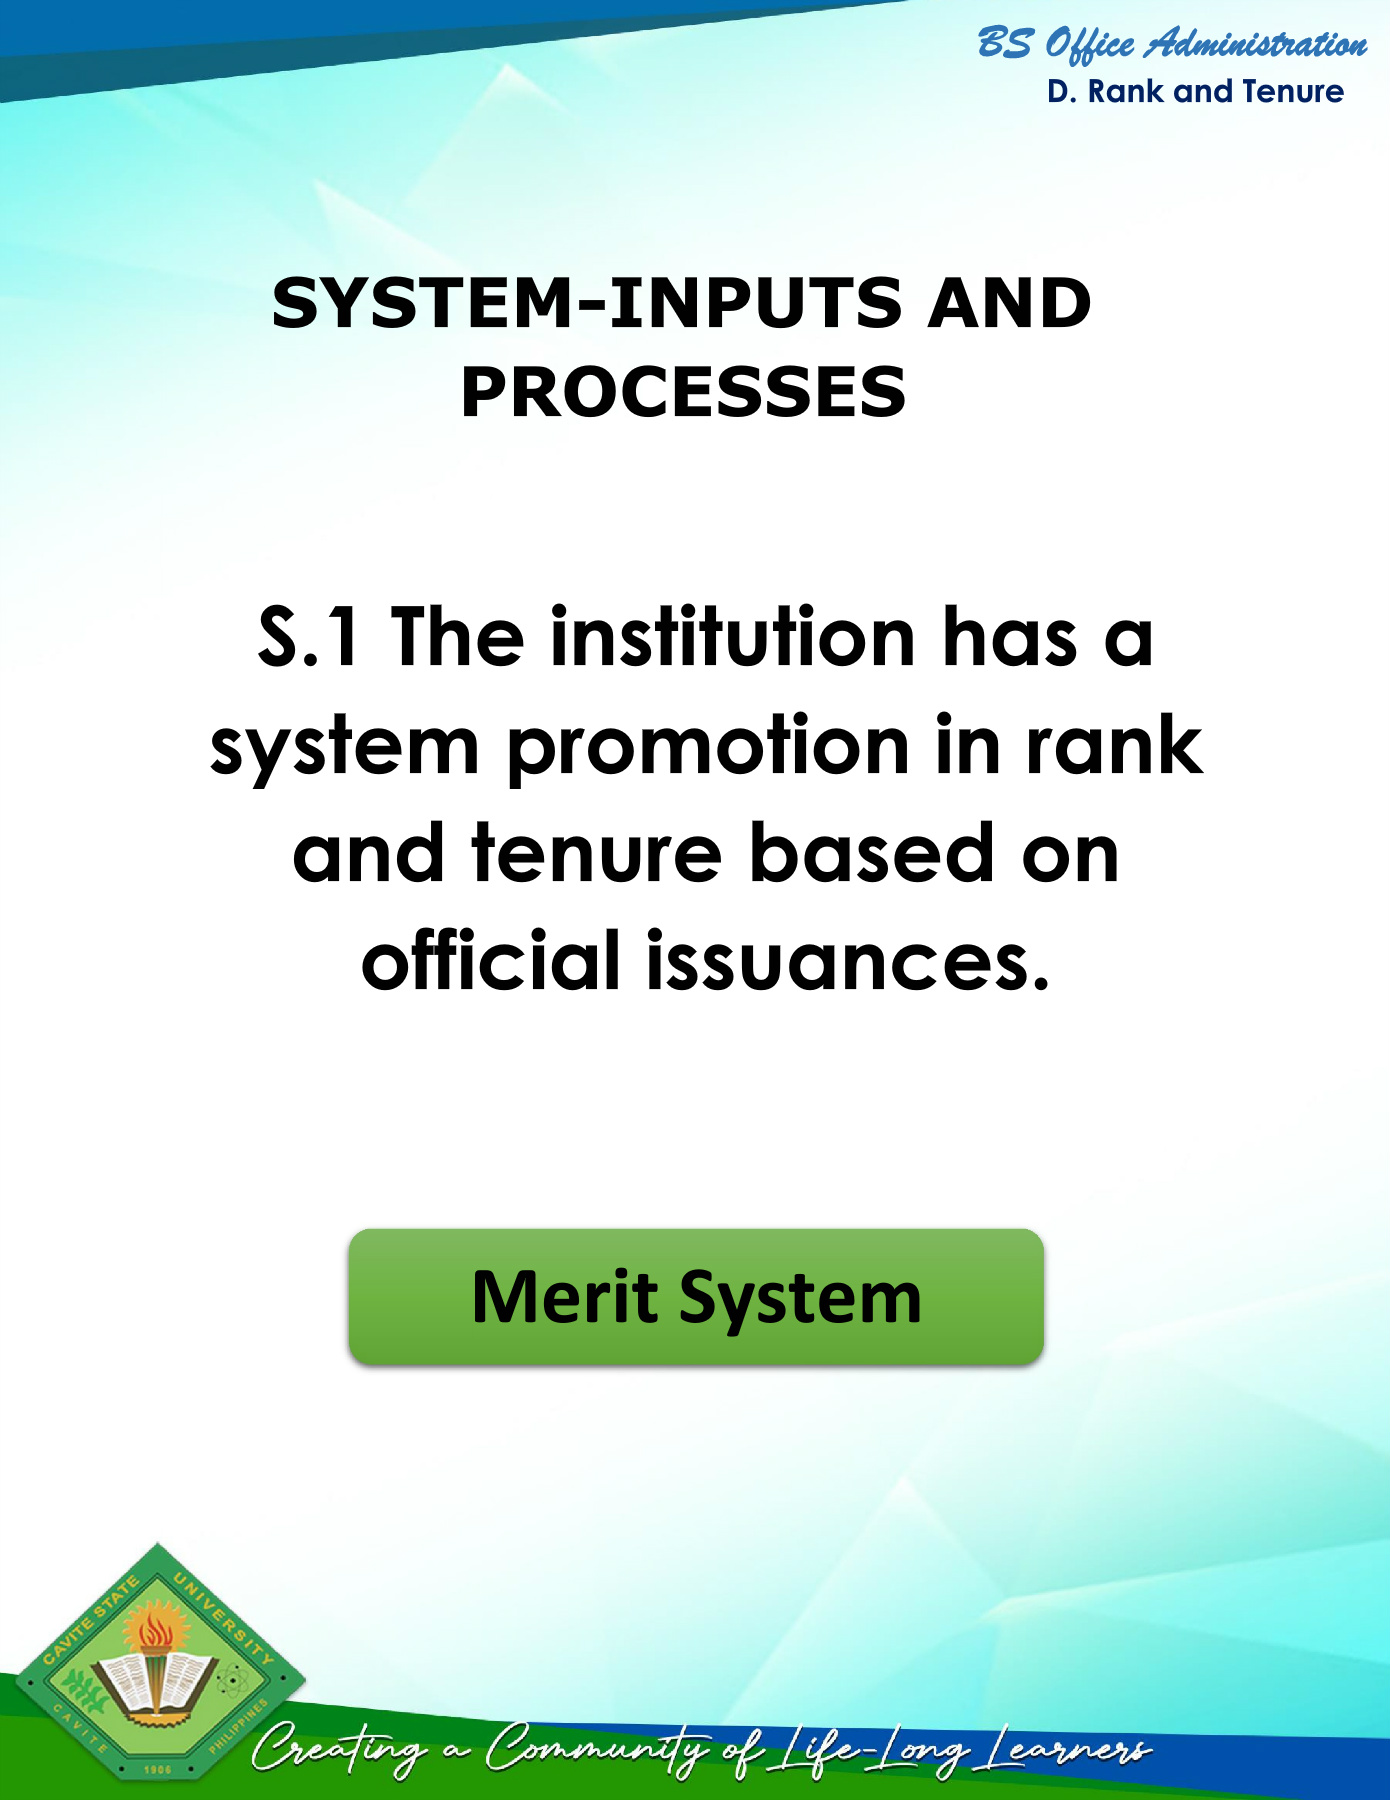 BS Office Administration
D. Rank and Tenure
SYSTEM-INPUTS AND
PROCESSES
S.1 The institution has a
system promotion in rank
and tenure based on
official issuances.
Merit System
CAVITE STATE UNIVERSITY
CAVITE PHILIPPINES
1906
Creating a Community of Life-Long Learners